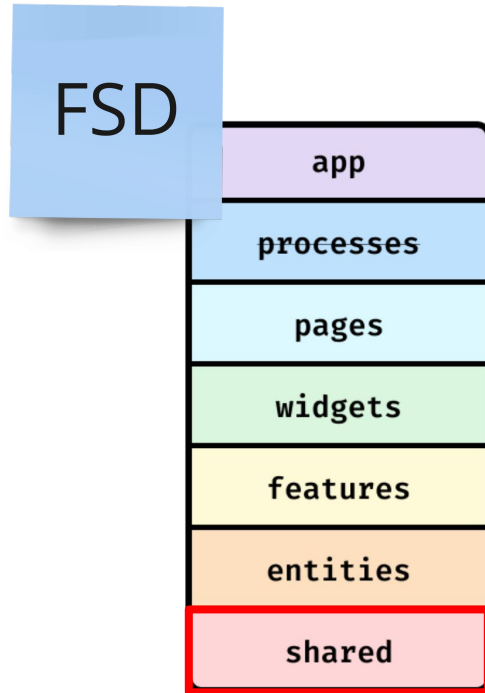 FSD
app
processes
pages
widgets
features
entities
shared